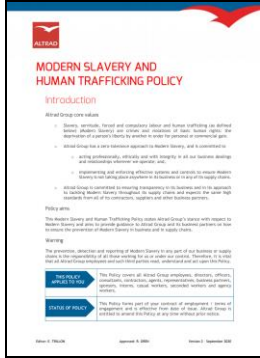 ALTRAD
MODERN SLAVERY AND
HUMAN TRAFFICKING POLICY
Introduction
Altrad Group core values
Slavery, servitude, forced and compulsory labour and human trafficking (as defined
below) (Modern Slavery) are crimes and violations of basic human rights: the
deprivation of a person's liberty by another in order for personal or commercial gain.
Altrad Group has a zero tolerance approach to Modern Slavery, and is committed to
acting professionally, ethically and with integrity in all our business dealings
and relationships wherever we operate; and,
implementing and enforcing effective systems and controls to ensure Modern
Slavery is not taking place anywhere in its business or in any of its supply chains.
Altrad Group is committed to ensuring transparency in its business and in its approach
to tackling Modern Slavery throughout its supply chains and expects the same high
standards from all of its contractors, suppliers and other business partners.
Policy aims
This Modern Slavery and Human Trafficking Policy states Altrad Group's stance with respect to
Modern Slavery and aims to provide guidance to Altrad Group and its business partners on how
to ensure the prevention of Modern Slavery in business and in supply chains.
Warning
The prevention, detection and reporting of Modern Slavery in any part of our business or supply
chains is the responsibility of all those working for us or under our control. Therefore, it is vital
that all Altrad Group employees and such third parties read, understand and act upon this Policy.
THIS POLICY
APPLIES TO YOU
This Policy covers all Altrad Group employees, directors, officers,
consultants, contractors, agents, representatives, business partners,
sponsors, interns, casual workers, seconded workers and agency
workers.
STATUS OF POLICY
This Policy forms part of your contract of employment / terms of
engagement and is effective from date of issue. Altrad Group is
entitled to amend this Policy at any time without prior notice.
Version 2 - September 2020